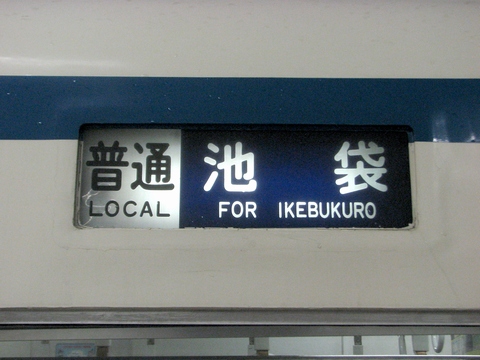 普通 池袋
LOCAL FOR IKEBUKURO